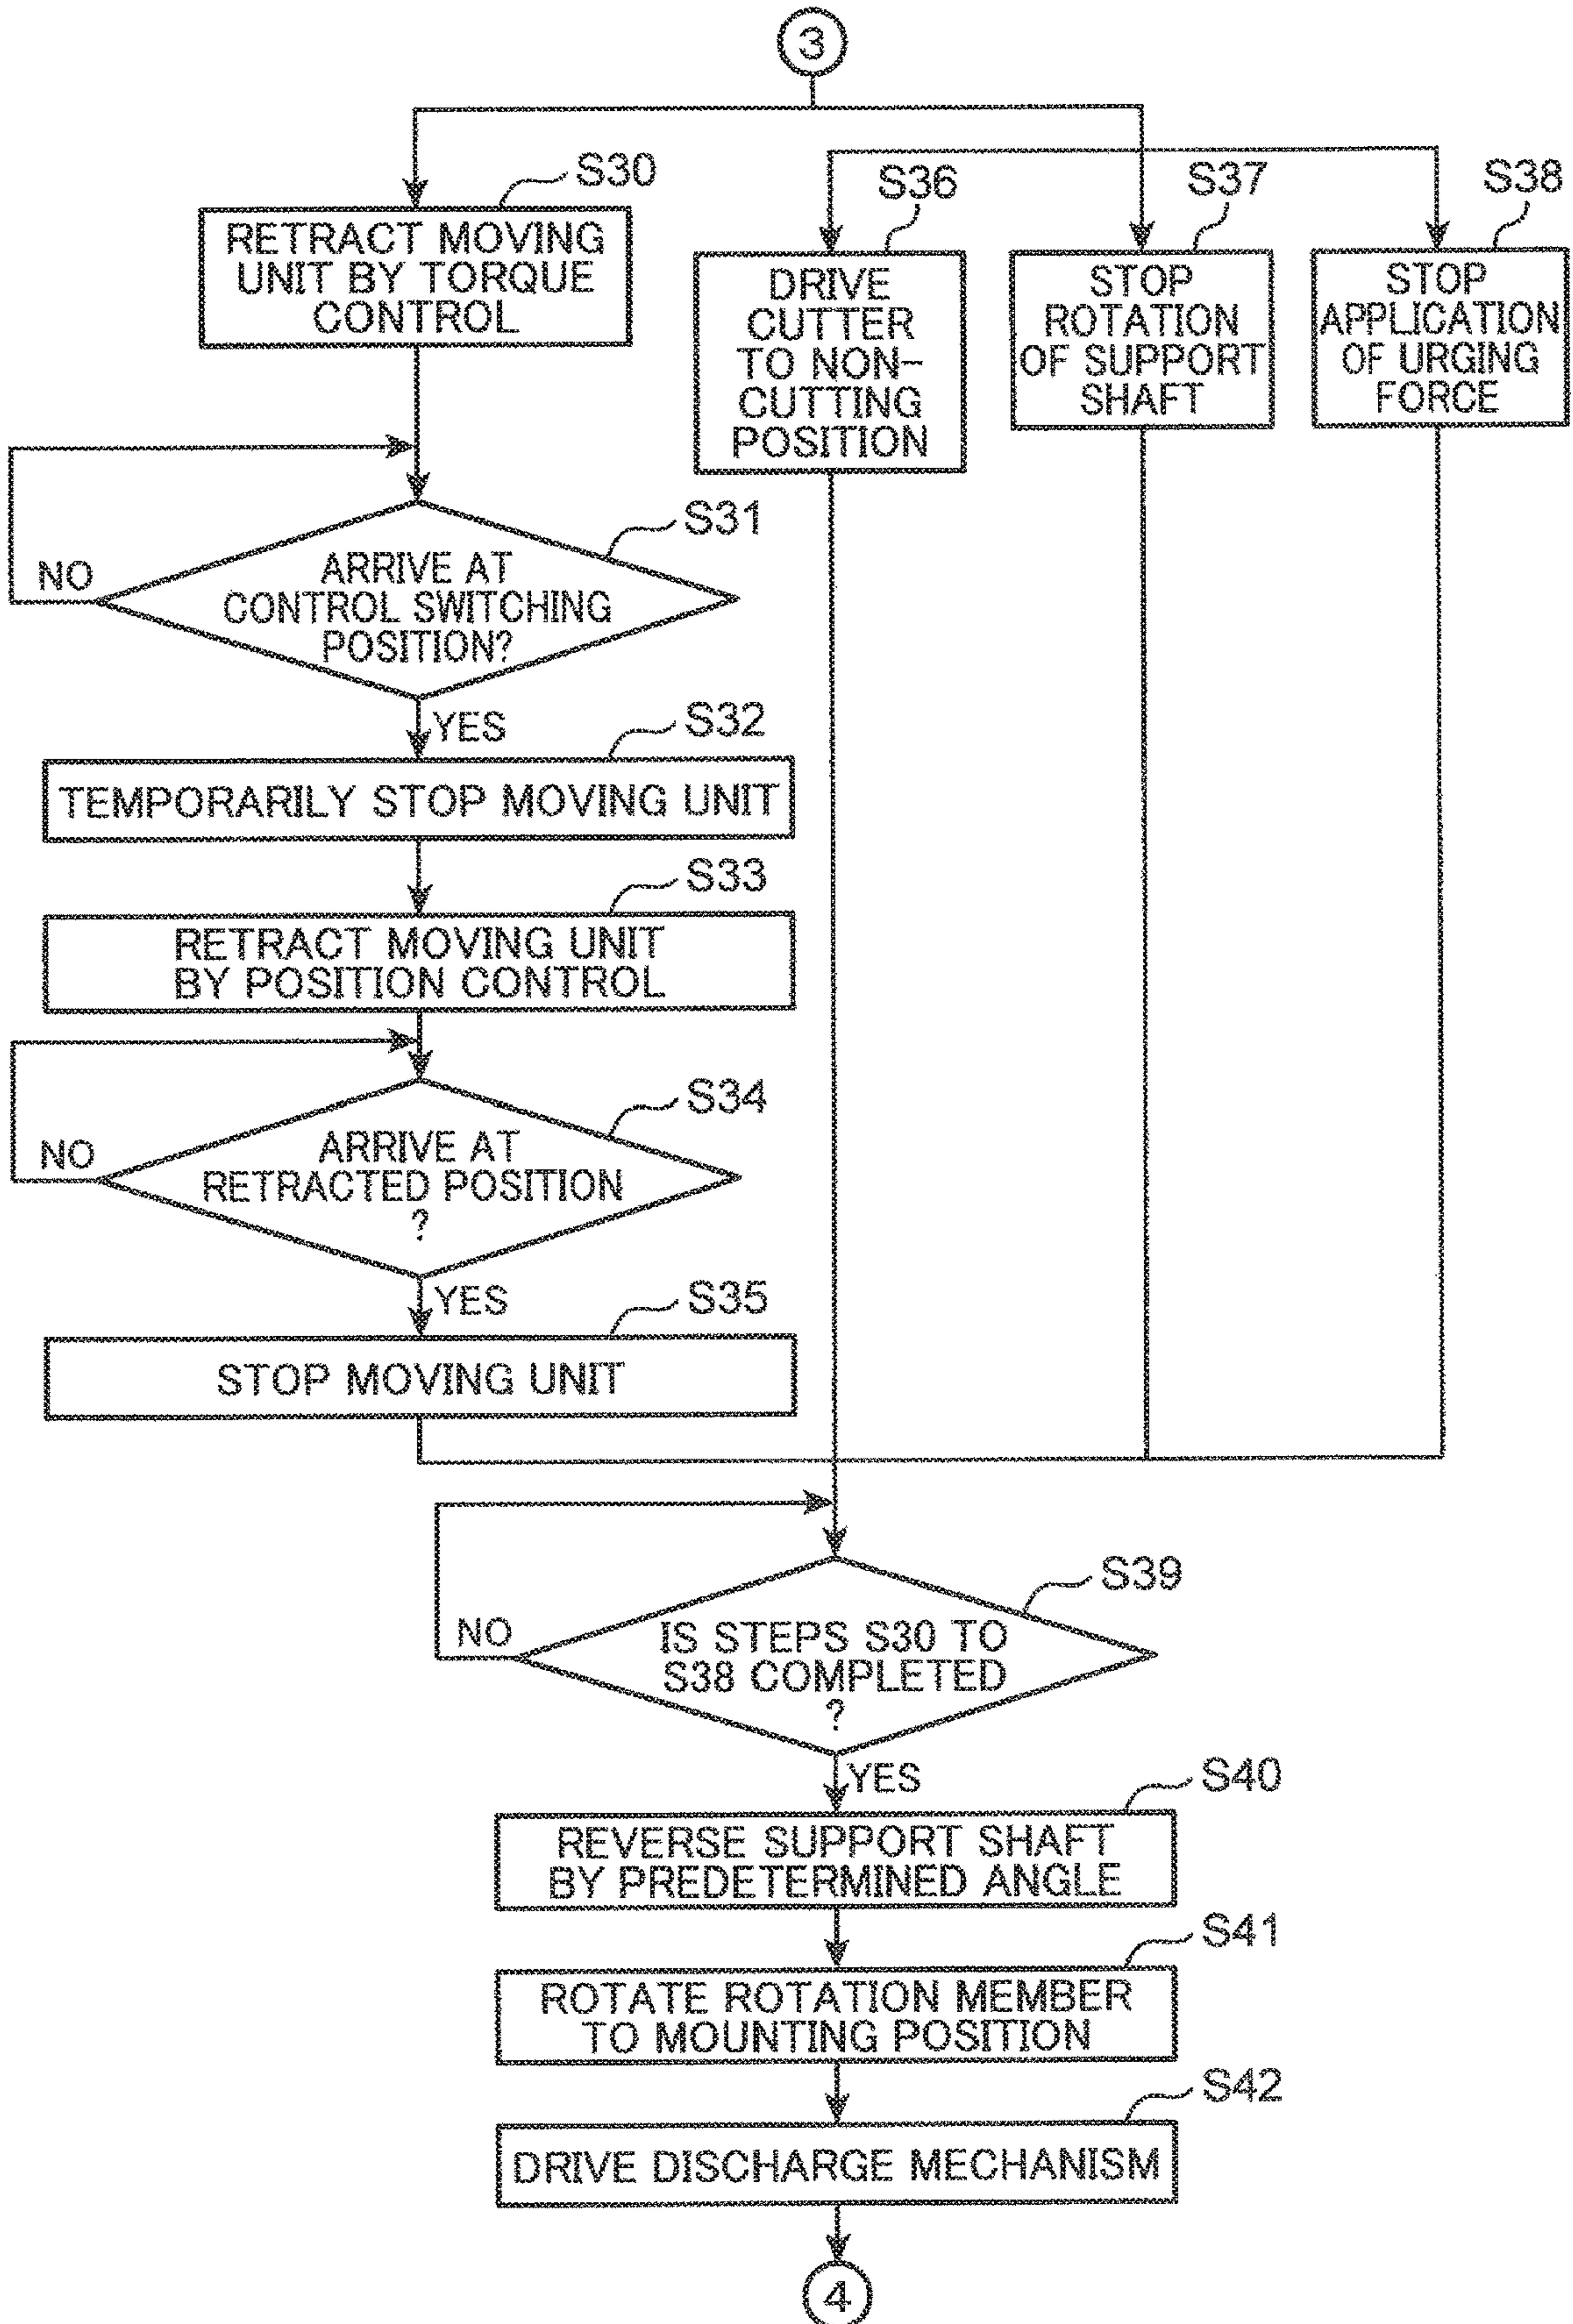 3
S30
RETRACT MOVING
UNIT BY TORQUE
CONTROL
S36
DRIVE
CUTTER
TO NON-
CUTTING
POSITION
S37
STOP
ROTATION
OF SUPPORT
SHAFT
S38
STOP
APPLICATION
OF URGING
FORCE
S31
ARRIVE AT
CONTROL SWITCHING
POSITION?
NO
YES
S32
TEMPORARILY STOP MOVING UNIT
S33
RETRACT MOVING UNIT
BY POSITION CONTROL
S34
ARRIVE AT
RETRACTED POSITION
?
NO
YES
S35
STOP MOVING UNIT
S39
IS STEPS S30 TO
S38 COMPLETED
?
NO
YES
S40
REVERSE SUPPORT SHAFT
BY PREDETERMINED ANGLE
S41
ROTATE ROTATION MEMBER
TO MOUNTING POSITION
S42
DRIVE DISCHARGE MECHANISM
4